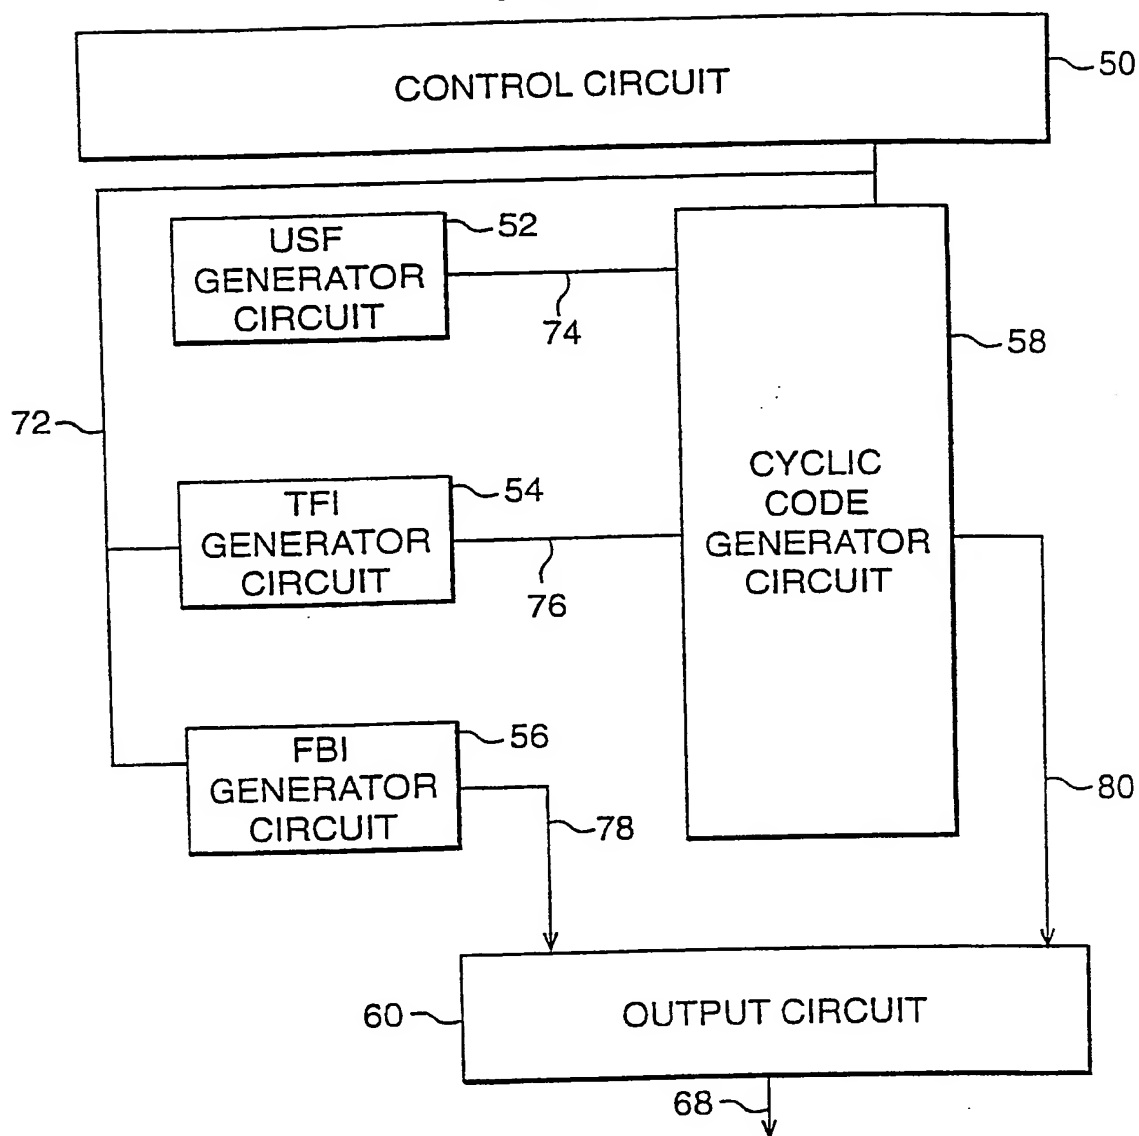 CONTROL CIRCUIT
50
USF
GENERATOR
CIRCUIT
52
74
58
72
TFI
GENERATOR
CIRCUIT
54
76
CYCLIC
CODE
GENERATOR
CIRCUIT
FBI
GENERATOR
CIRCUIT
56
78
80
60
OUTPUT CIRCUIT
68